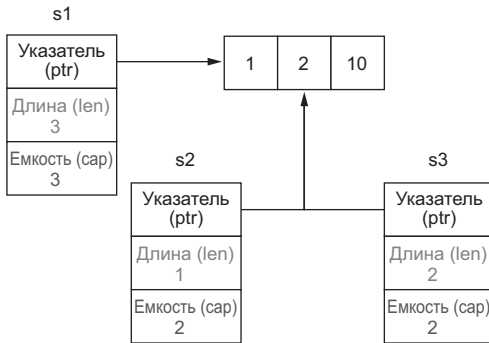 s1
Указатель
(ptr)
Длина (len)
3
Емкость (cap)
3
1 2 10
s2
Указатель
(ptr)
Длина (len)
1
Емкость (cap)
2
s3
Указатель
(ptr)
Длина (len)
2
Емкость (cap)
2